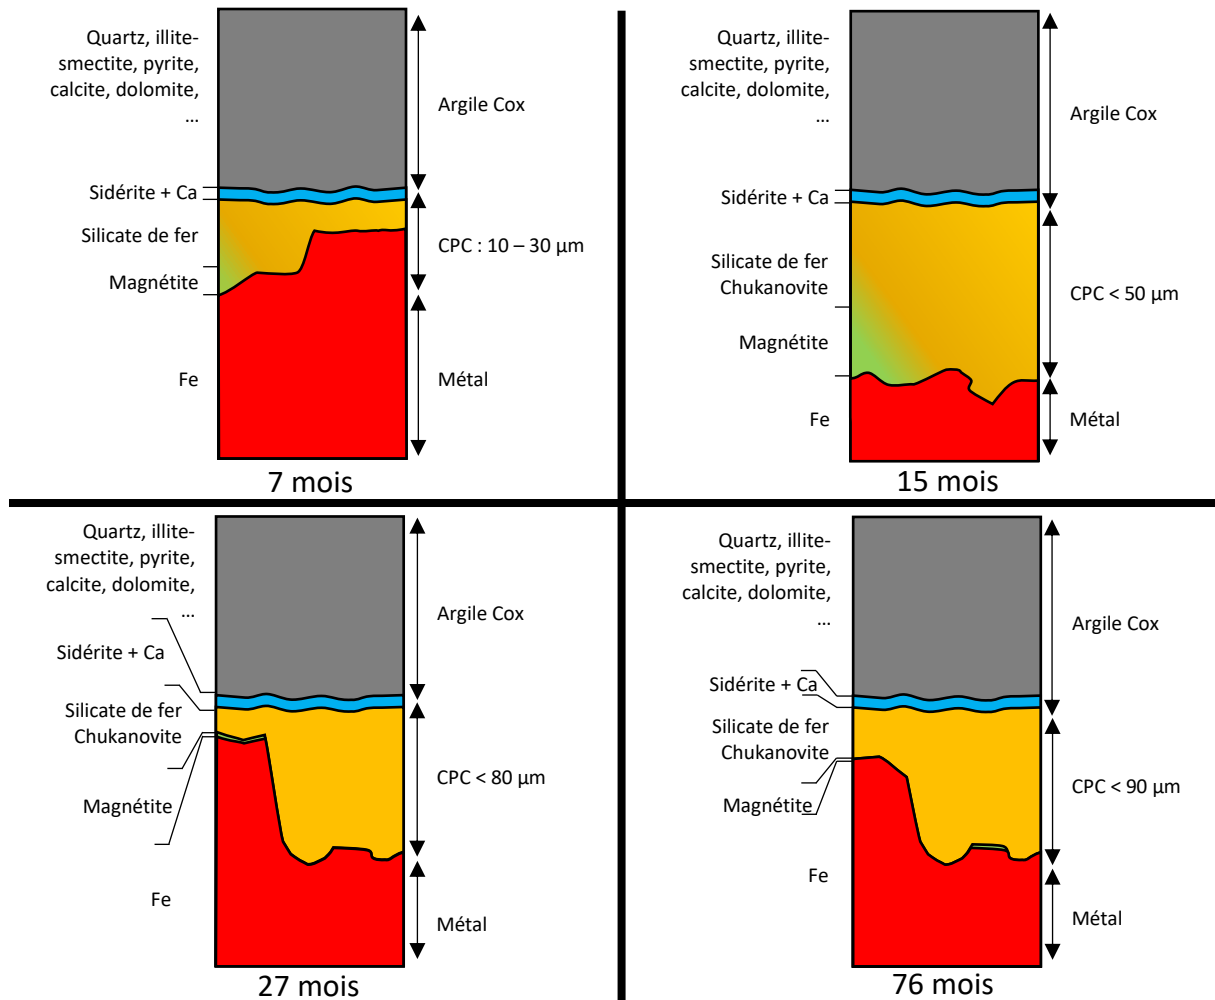 Quartz, illite-
smectite, pyrite,
calcite, dolomite,
...
Argile Cox
Sidérite + Ca
Silicate de fer
CPC : 10 – 30 µm
Magnétite
Fe
Métal
7 mois
Quartz, illite-
smectite, pyrite,
calcite, dolomite,
...
Argile Cox
Sidérite + Ca
Silicate de fer
Chukanovite
CPC < 50 µm
Magnétite
Fe
Métal
15 mois
Quartz, illite-
smectite, pyrite,
calcite, dolomite,
...
Argile Cox
Sidérite + Ca
Silicate de fer
Chukanovite
CPC < 80 µm
Magnétite
Fe
Métal
27 mois
Quartz, illite-
smectite, pyrite,
calcite, dolomite,
...
Argile Cox
Sidérite + Ca
Silicate de fer
Chukanovite
CPC < 90 µm
Magnétite
Fe
Métal
76 mois